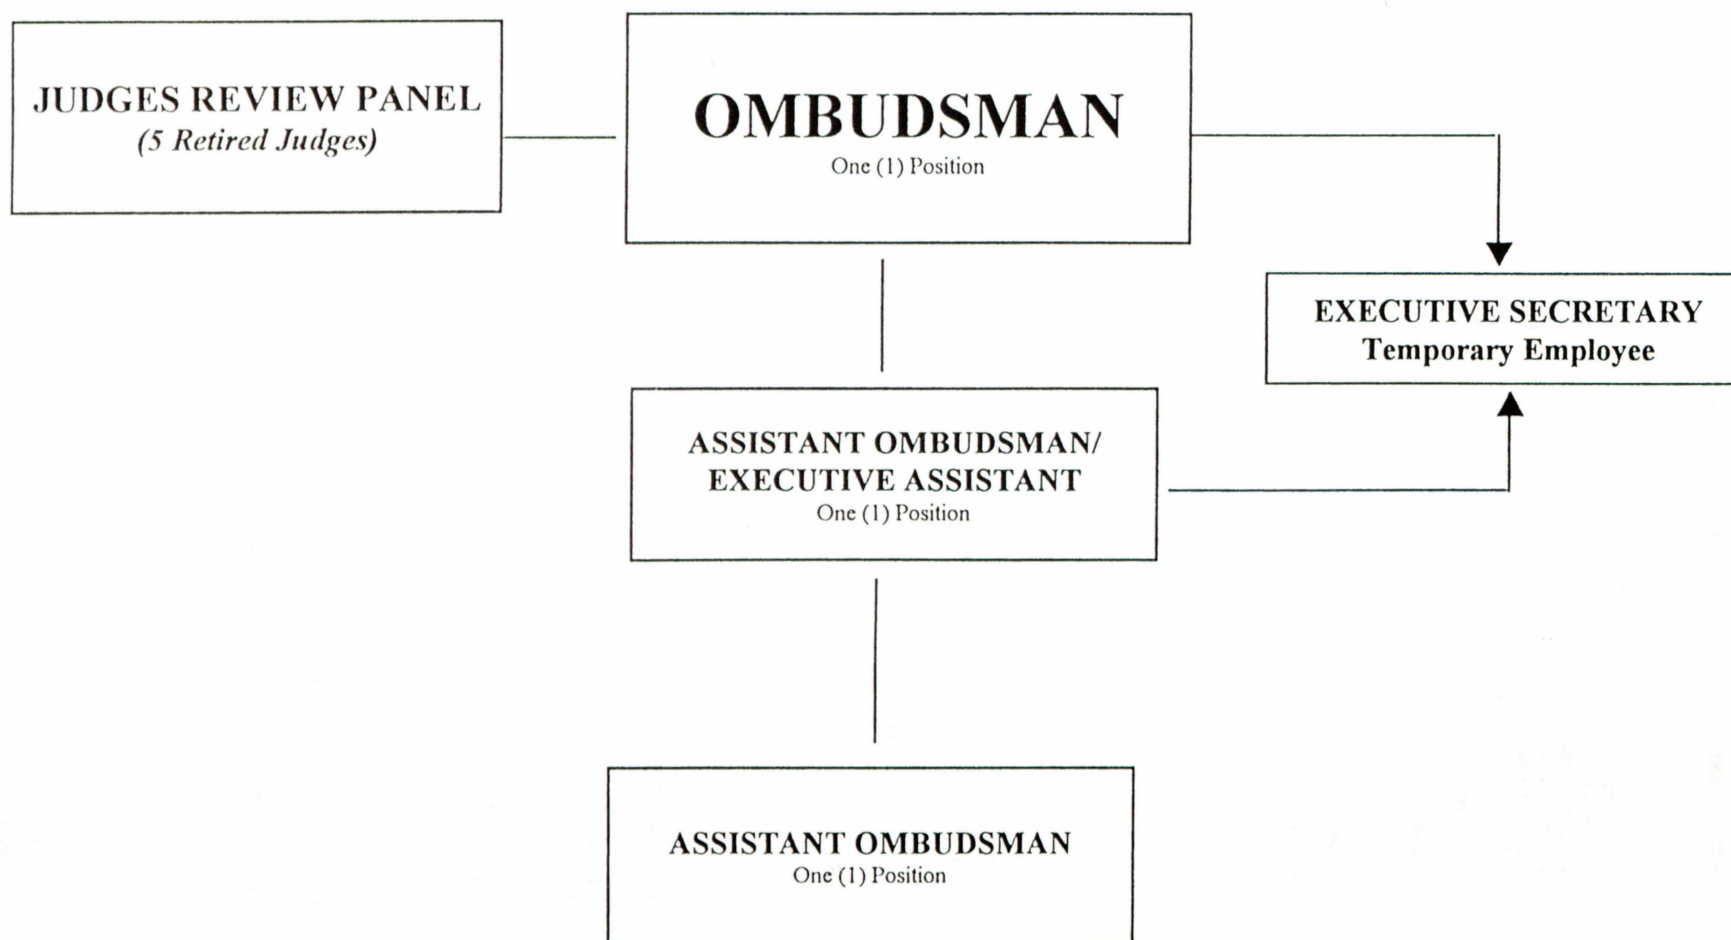 JUDGES REVIEW PANEL
(5 Retired Judges)
OMBUDSMAN
One (1) Position
EXECUTIVE SECRETARY
Temporary Employee
ASSISTANT OMBUDSMAN/
EXECUTIVE ASSISTANT
One (1) Position
ASSISTANT OMBUDSMAN
One (1) Position